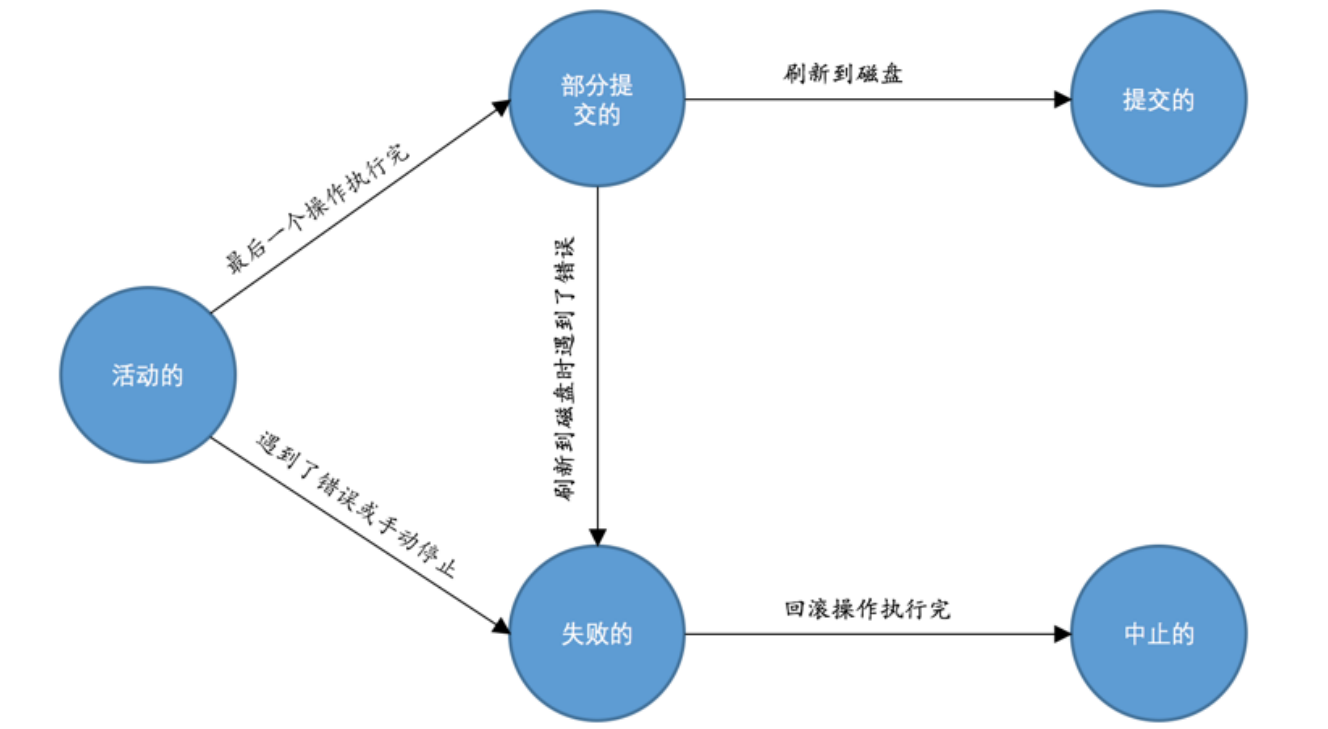 部分提
交的
刷新到磁盘
提交的
最后一个操作执行完
刷新到磁盘时遇到了错误
活动的
遇到了错误或手动停止
失败的
回滚操作执行完
中止的